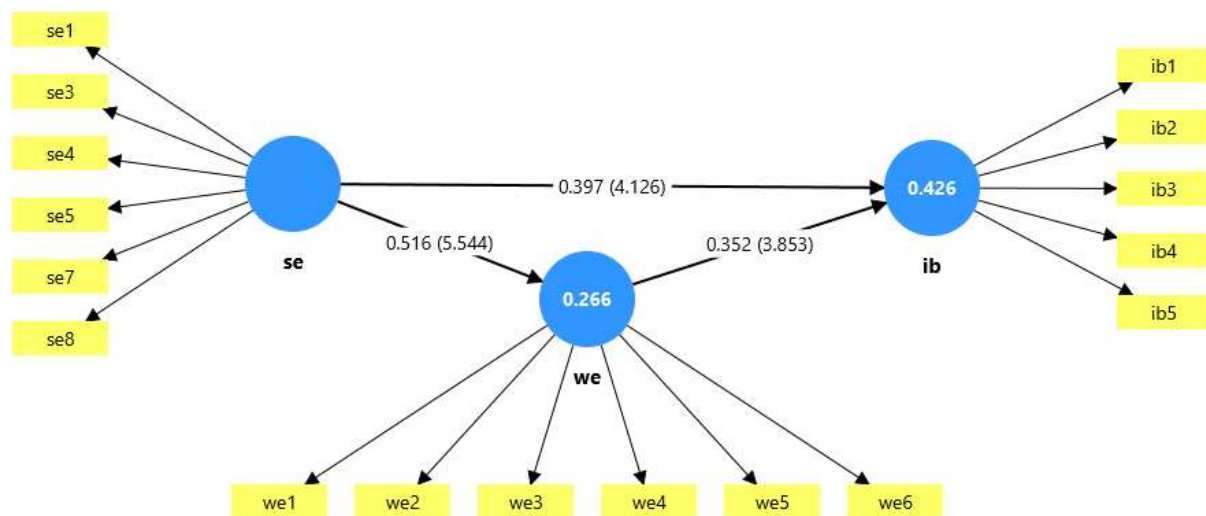 se1
se3
se4
se5
se7
se8
se
0.397 (4.126)
0.516 (5.544)
0.352 (3.853)
0.266
we
0.426
ib
ib1
ib2
ib3
ib4
ib5
we1
we2
we3
we4
we5
we6